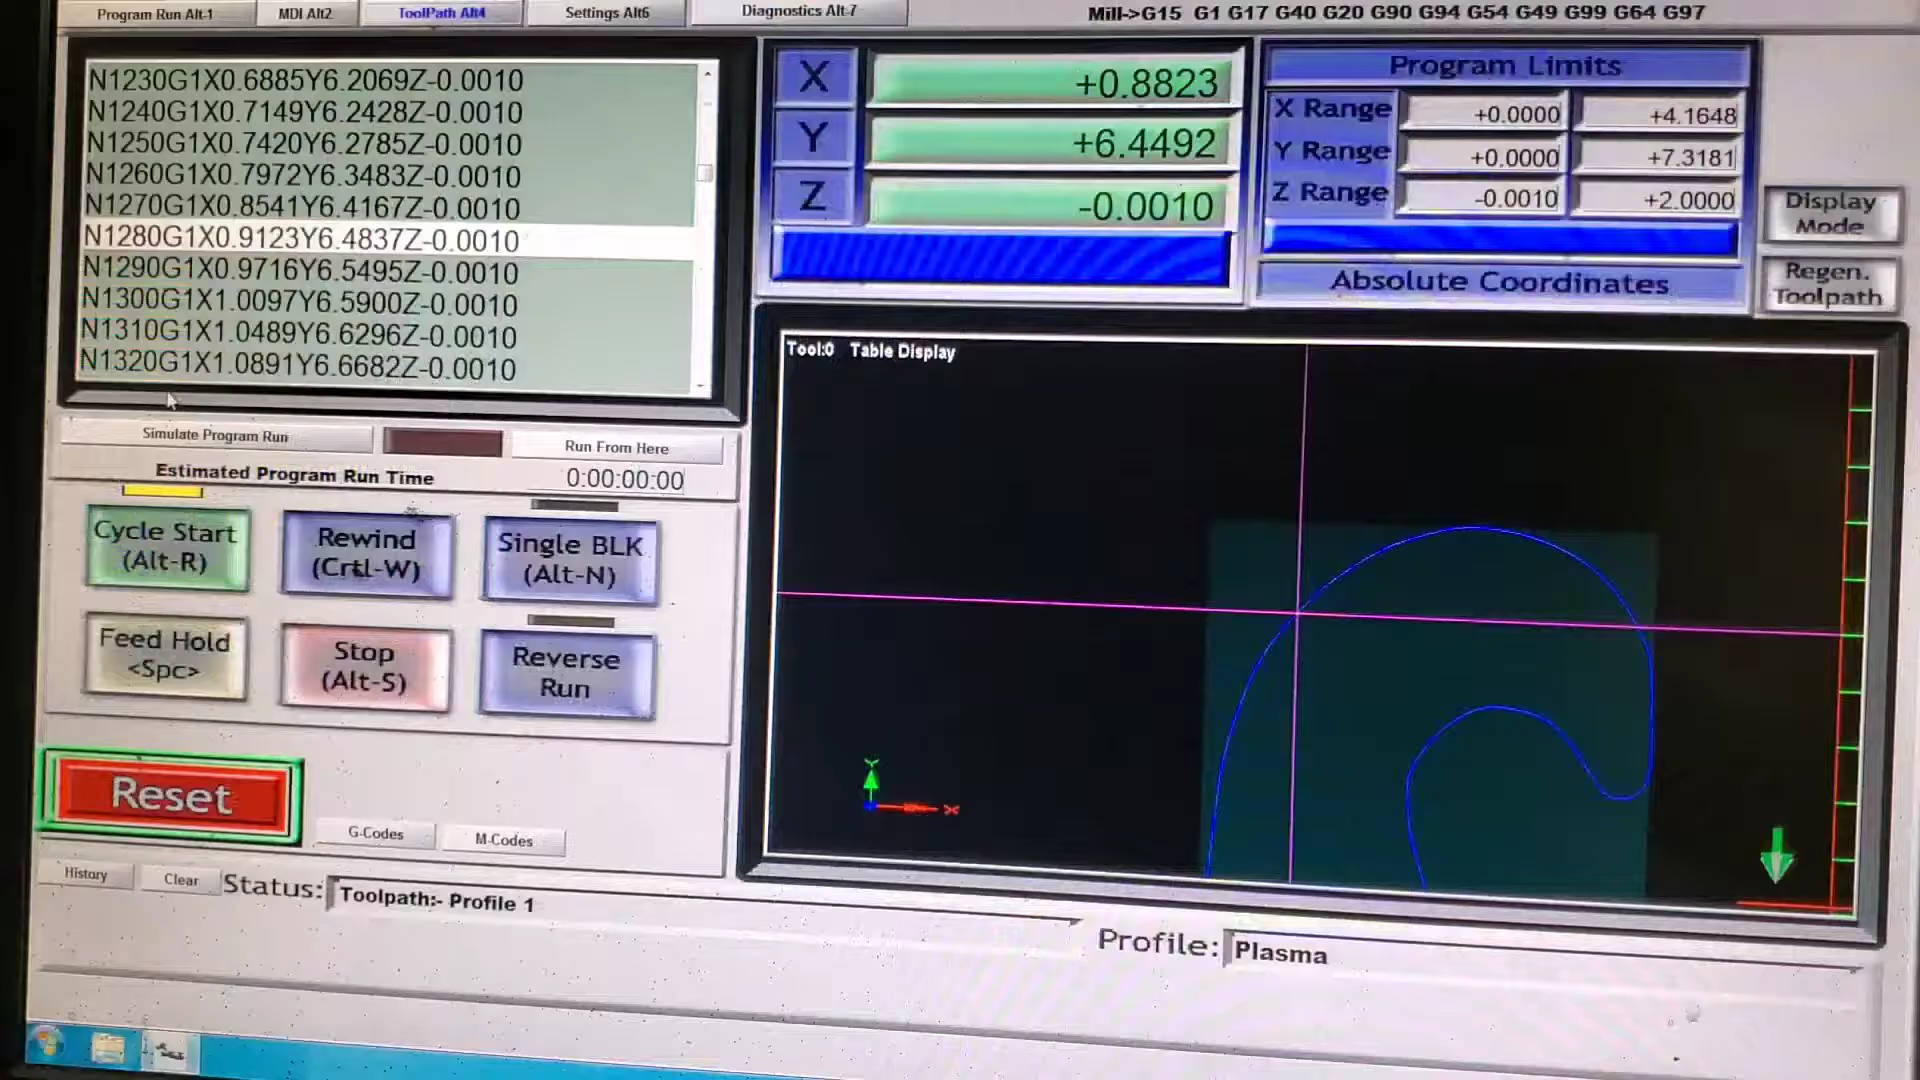 Program Run Alt-1 MDI Alt2 ToolPath Alt4 Settings Alt6 Diagnostics Alt-7 Mill->G15 G1 G17 G40 G20 G90 G94 G54 G49 G99 G64 G97
N1230G1X0.6885Y6.2069Z-0.0010
N1240G1X0.7149Y6.2428Z-0.0010
N1250G1X0.7420Y6.2785Z-0.0010
N1260G1X0.7972Y6.3483Z-0.0010
N1270G1X0.8541Y6.4167Z-0.0010
N1280G1X0.9123Y6.4837Z-0.0010
N1290G1X0.9716Y6.5495Z-0.0010
N1300G1X1.0097Y6.5900Z-0.0010
N1310G1X1.0489Y6.6296Z-0.0010
N1320G1X1.0891Y6.6682Z-0.0010
X +0.8823
Y +6.4492
Z -0.0010
Program Limits
X Range +0.0000 +4.1648
Y Range +0.0000 +7.3181
Z Range -0.0010 +2.0000
Absolute Coordinates
Display
Mode
Regen.
Toolpath
Simulate Program Run
Run From Here
Estimated Program Run Time 0:00:00:00
Cycle Start
(Alt-R)
Rewind
(Crtl-W)
Single BLK
(Alt-N)
Feed Hold
<Spc>
Stop
(Alt-S)
Reverse
Run
Reset
G-Codes
M-Codes
Tool:0 Table Display
Y
X
History Clear Status: Toolpath:- Profile 1
Profile: Plasma